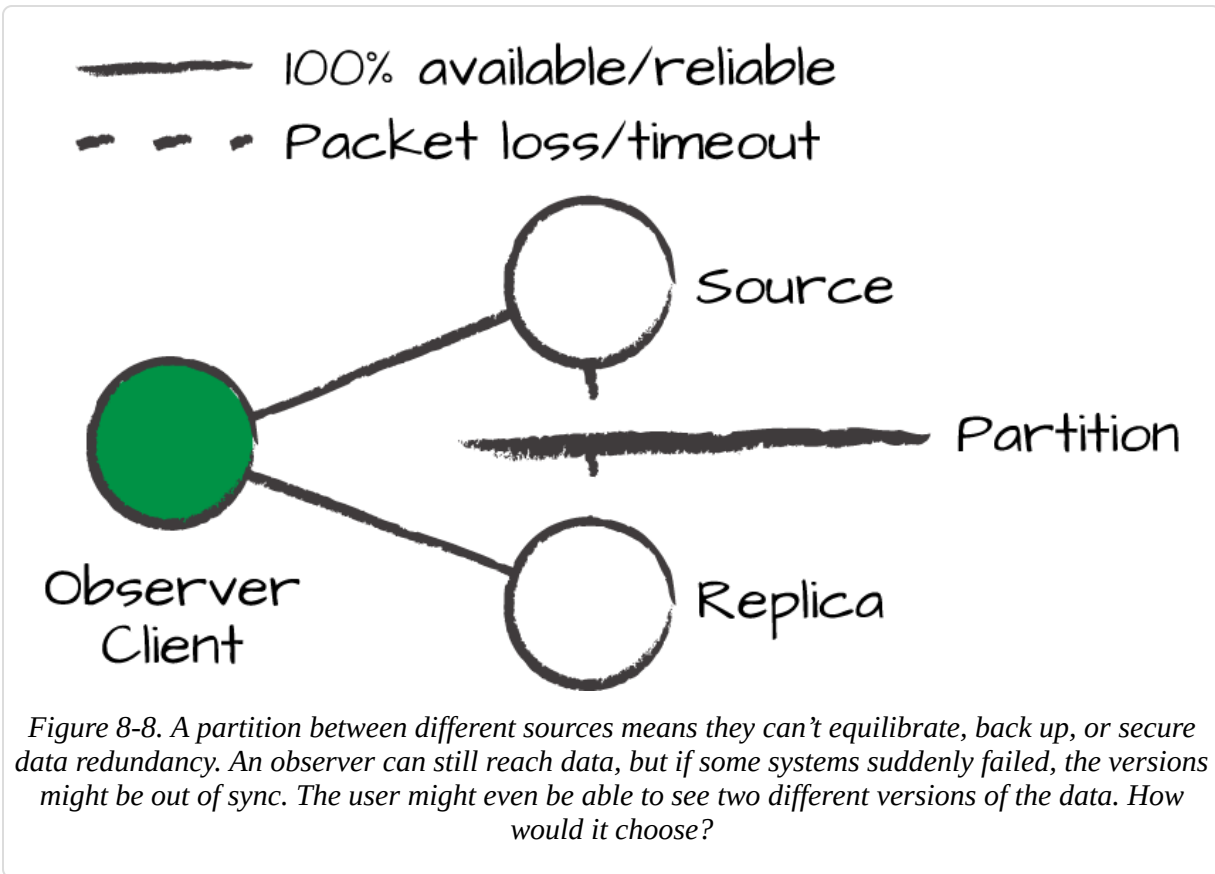 100% available/reliable
Packet loss/timeout
Source
Partition
Observer
Client
Replica
Figure 8-8. A partition between different sources means they can’t equilibrate, back up, or secure
data redundancy. An observer can still reach data, but if some systems suddenly failed, the versions
might be out of sync. The user might even be able to see two different versions of the data. How
would it choose?